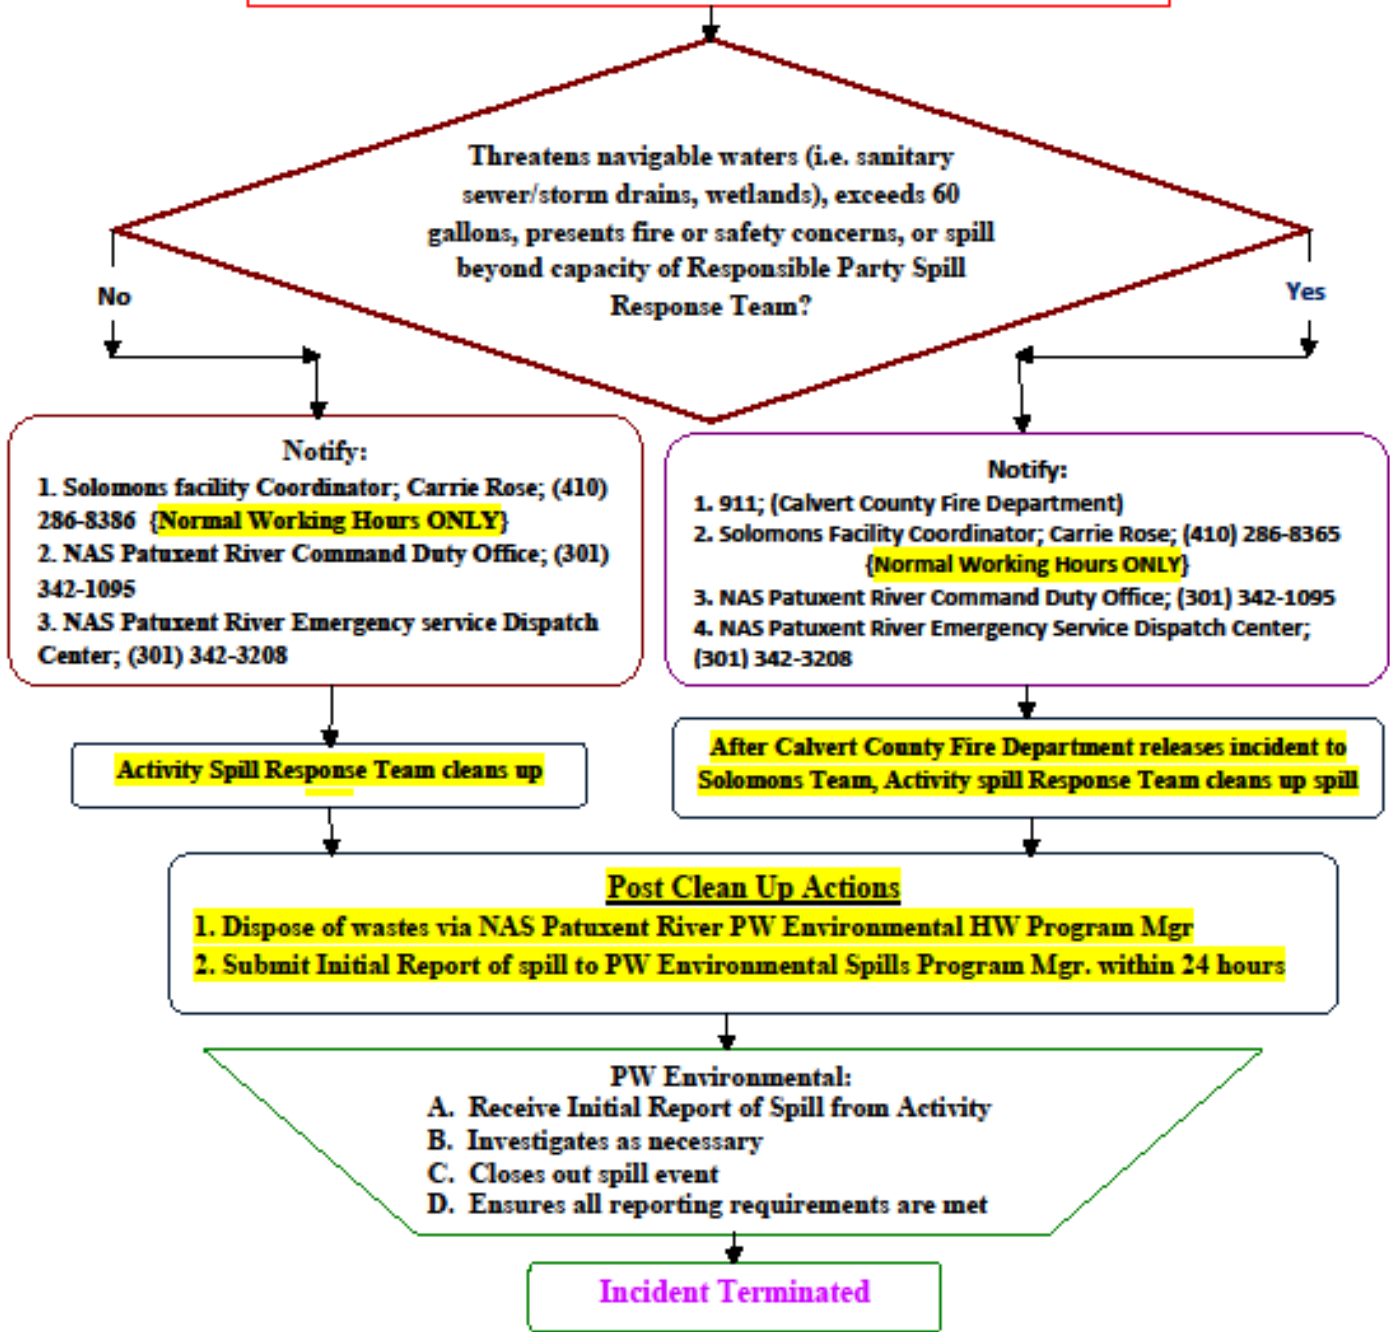 Threatens navigable waters (i.e. sanitary
sewer/storm drains, wetlands), exceeds 60
gallons, presents fire or safety concerns, or spill
beyond capacity of Responsible Party Spill
Response Team?
No
Yes
Notify:
1. Solomons facility Coordinator; Carrie Rose; (410)
286-8386 {Normal Working Hours ONLY}
2. NAS Patuxent River Command Duty Office; (301)
342-1095
3. NAS Patuxent River Emergency service Dispatch
Center; (301) 342-3208
Notify:
1. 911; (Calvert County Fire Department)
2. Solomons Facility Coordinator; Carrie Rose; (410) 286-8365
{Normal Working Hours ONLY}
3. NAS Patuxent River Command Duty Office; (301) 342-1095
4. NAS Patuxent River Emergency Service Dispatch Center;
(301) 342-3208
Activity Spill Response Team cleans up
After Calvert County Fire Department releases incident to
Solomons Team, Activity spill Response Team cleans up spill
Post Clean Up Actions
1. Dispose of wastes via NAS Patuxent River PW Environmental HW Program Mgr
2. Submit Initial Report of spill to PW Environmental Spills Program Mgr. within 24 hours
PW Environmental:
A. Receive Initial Report of Spill from Activity
B. Investigates as necessary
C. Closes out spill event
D. Ensures all reporting requirements are met
Incident Terminated